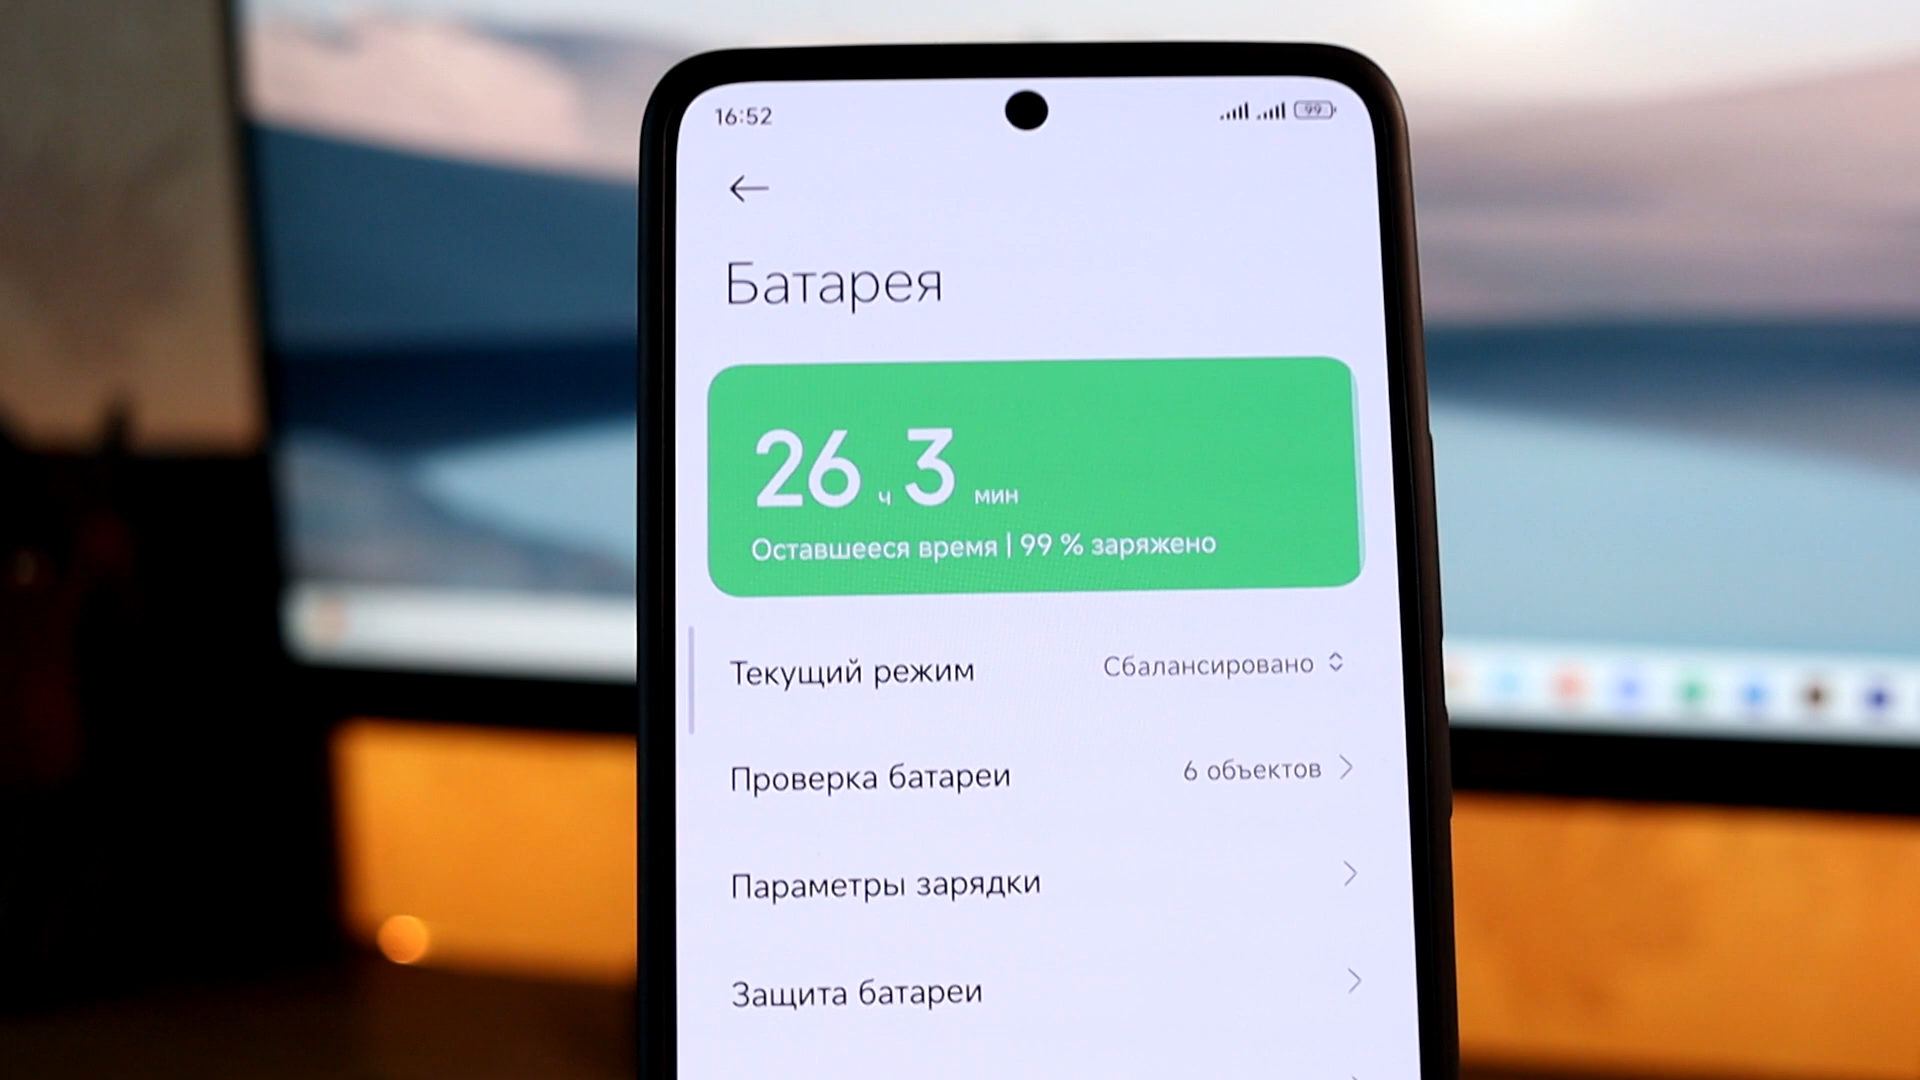 16:52 99
Батарея
26 ч 3 мин
Оставшееся время | 99 % заряжено
Текущий режим Сбалансировано
Проверка батареи 6 объектов
Параметры зарядки
Защита батареи